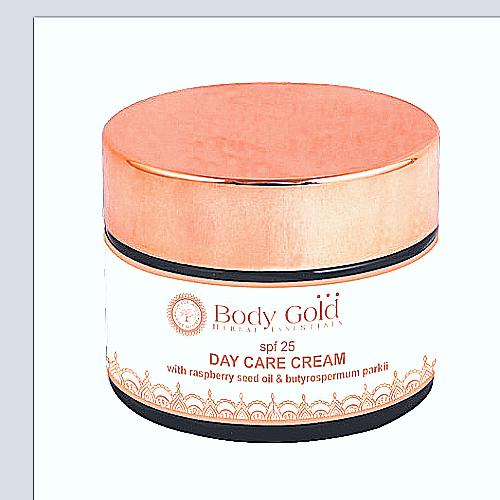 Body Gold
HERBAL ESSENTIALS
spf 25
DAY CARE CREAM
with raspberry seed oil & butyrospermum parkii